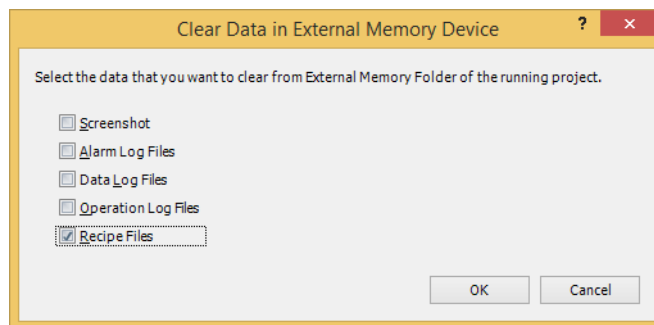 Clear Data in External Memory Device
?
Select the data that you want to clear from External Memory Folder of the running project.
Screenshot
Alarm Log Files
Data Log Files
Operation Log Files
Recipe Files
OK Cancel